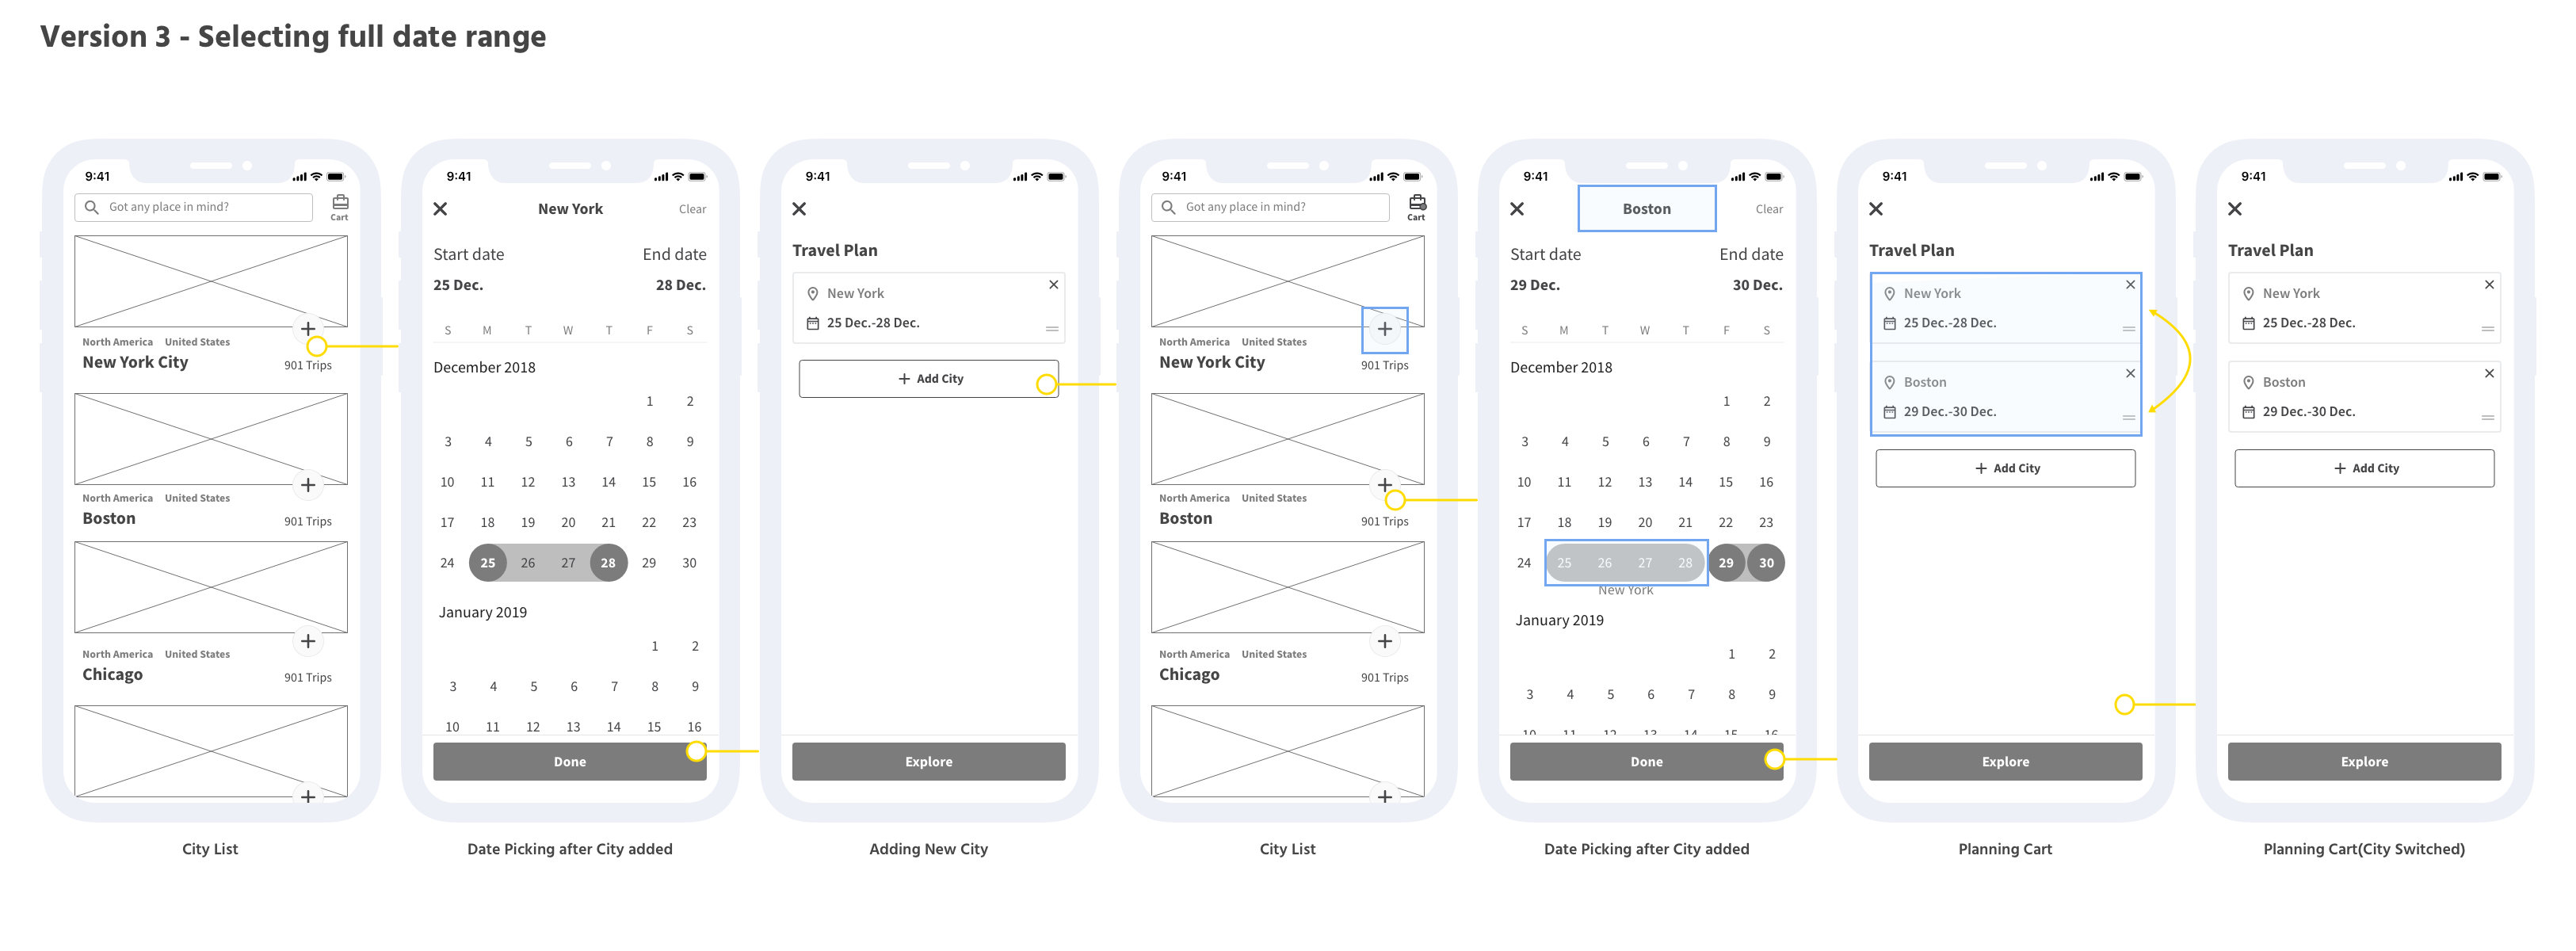 Version 3 - Selecting full date range
9:41
Got any place in mind?
Cart
North America United States
New York City 901 Trips
North America United States
Boston 901 Trips
North America United States
Chicago 901 Trips
City List
9:41
New York Clear
Start date End date
25 Dec. 28 Dec.
S M T W T F S
December 2018
1 2
3 4 5 6 7 8 9
10 11 12 13 14 15 16
17 18 19 20 21 22 23
24 25 26 27 28 29 30
January 2019
1 2
3 4 5 6 7 8 9
10 11 12 13 14 15 16
Done
Date Picking after City added
9:41
Travel Plan
New York
25 Dec.-28 Dec.
+ Add City
Explore
Adding New City
9:41
Got any place in mind?
Cart
North America United States
New York City 901 Trips
North America United States
Boston 901 Trips
North America United States
Chicago 901 Trips
City List
9:41
Boston Clear
Start date End date
29 Dec. 30 Dec.
S M T W T F S
December 2018
1 2
3 4 5 6 7 8 9
10 11 12 13 14 15 16
17 18 19 20 21 22 23
24 25 26 27 28 29 30
New York
January 2019
1 2
3 4 5 6 7 8 9
10 11 12 13 14 15 16
Done
Date Picking after City added
9:41
Travel Plan
New York
25 Dec.-28 Dec.
Boston
29 Dec.-30 Dec.
+ Add City
Explore
Planning Cart
9:41
Travel Plan
New York
25 Dec.-28 Dec.
Boston
29 Dec.-30 Dec.
+ Add City
Explore
Planning Cart(City Switched)